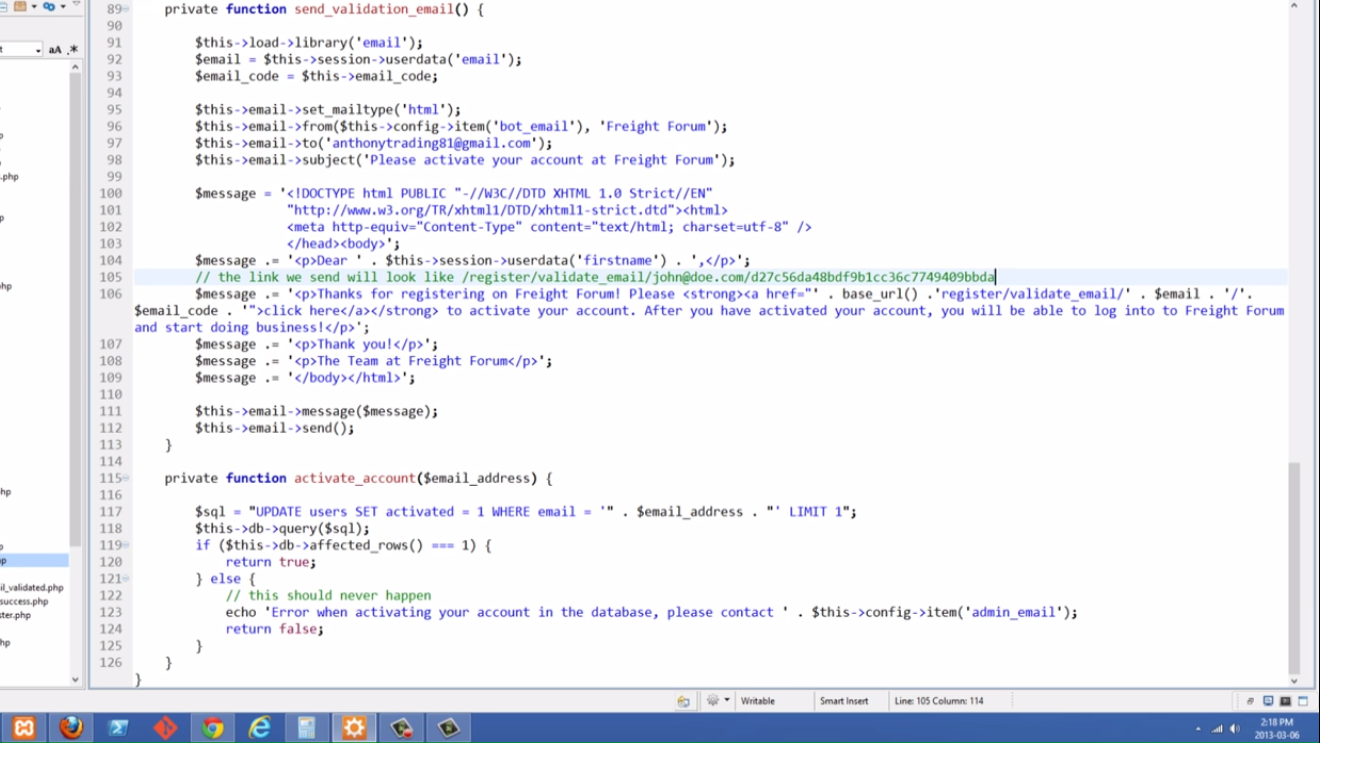 t
aA .*
.php
hp
hp
il_validated.php
success.php
ster.php
hp
89 private function send_validation_email() {
90
91 $this->load->library('email');
92 $email = $this->session->userdata('email');
93 $email_code = $this->email_code;
94
95 $this->email->set_mailtype('html');
96 $this->email->from($this->config->item('bot_email'), 'Freight Forum');
97 $this->email->to('anthonytrading81@gmail.com');
98 $this->email->subject('Please activate your account at Freight Forum');
99
100 $message = '<!DOCTYPE html PUBLIC "-//W3C//DTD XHTML 1.0 Strict//EN"
101 "http://www.w3.org/TR/xhtml1/DTD/xhtml1-strict.dtd"><html>
102 <meta http-equiv="Content-Type" content="text/html; charset=utf-8" />
103 </head><body>';
104 $message .= '<p>Dear ' . $this->session->userdata('firstname') . ',</p>';
105 // the link we send will look like /register/validate_email/john@doe.com/d27c56da48bdf9b1cc36c7749409bbda
106 $message .= '<p>Thanks for registering on Freight Forum! Please <strong><a href="' . base_url() .'register/validate_email/' . $email . '/'.
$email_code . '">click here</a></strong> to activate your account. After you have activated your account, you will be able to log into to Freight Forum
and start doing business!</p>';
107 $message .= '<p>Thank you!</p>';
108 $message .= '<p>The Team at Freight Forum</p>';
109 $message .= '</body></html>';
110
111 $this->email->message($message);
112 $this->email->send();
113 }
114
115 private function activate_account($email_address) {
116
117 $sql = "UPDATE users SET activated = 1 WHERE email = '" . $email_address . "' LIMIT 1";
118 $this->db->query($sql);
119 if ($this->db->affected_rows() === 1) {
120 return true;
121 } else {
122 // this should never happen
123 echo 'Error when activating your account in the database, please contact ' . $this->config->item('admin_email');
124 return false;
125 }
126 }
}
Writable
Smart Insert
Line: 105 Column: 114
2:18 PM
2013-03-06